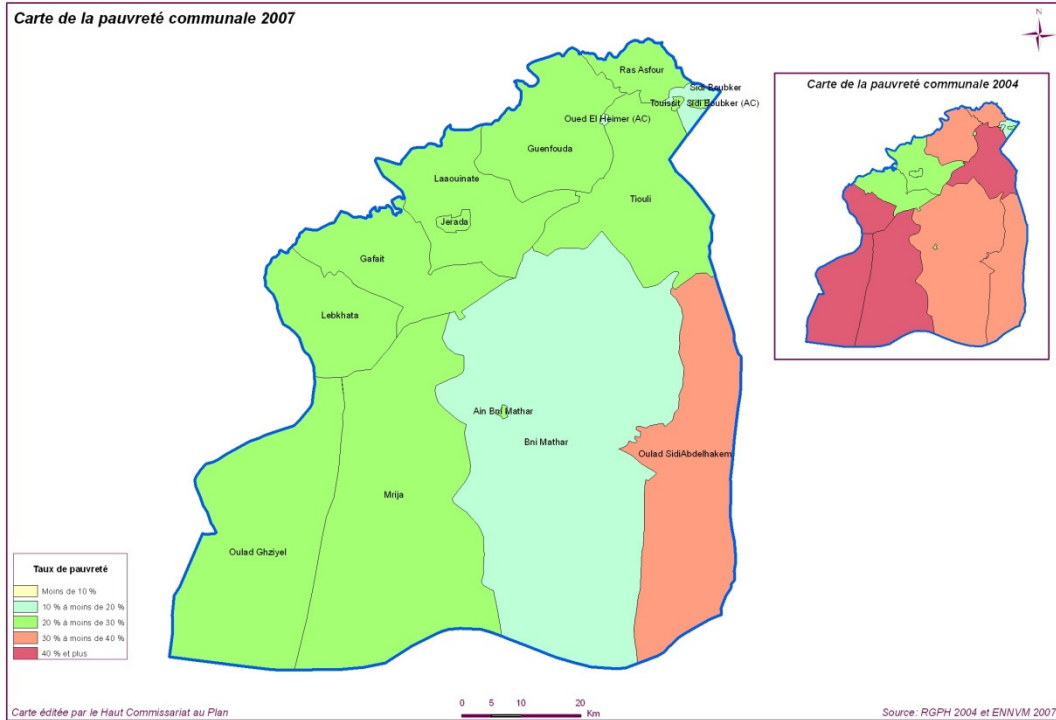 Carte de la pauvreté communale 2007
N
Carte de la pauvreté communale 2004
Ras Asfour
Sidi Boubker
Touissit
Sidi Boubker (AC)
Oued El Heimer (AC)
Guenfouda
Laaouinate
Tiouli
Jerada
Gafait
Lebkhata
Ain Bni Mathar
Bni Mathar
Oulad SidiAbdelhakem
Mrija
Oulad Ghziyel
Taux de pauvreté
Moins de 10 %
10 % à moins de 20 %
20 % à moins de 30 %
30 % à moins de 40 %
40 % et plus
0 5 10 20
Km
Carte éditée par le Haut Commissariat au Plan
Source: RGPH 2004 et ENNVM 2007